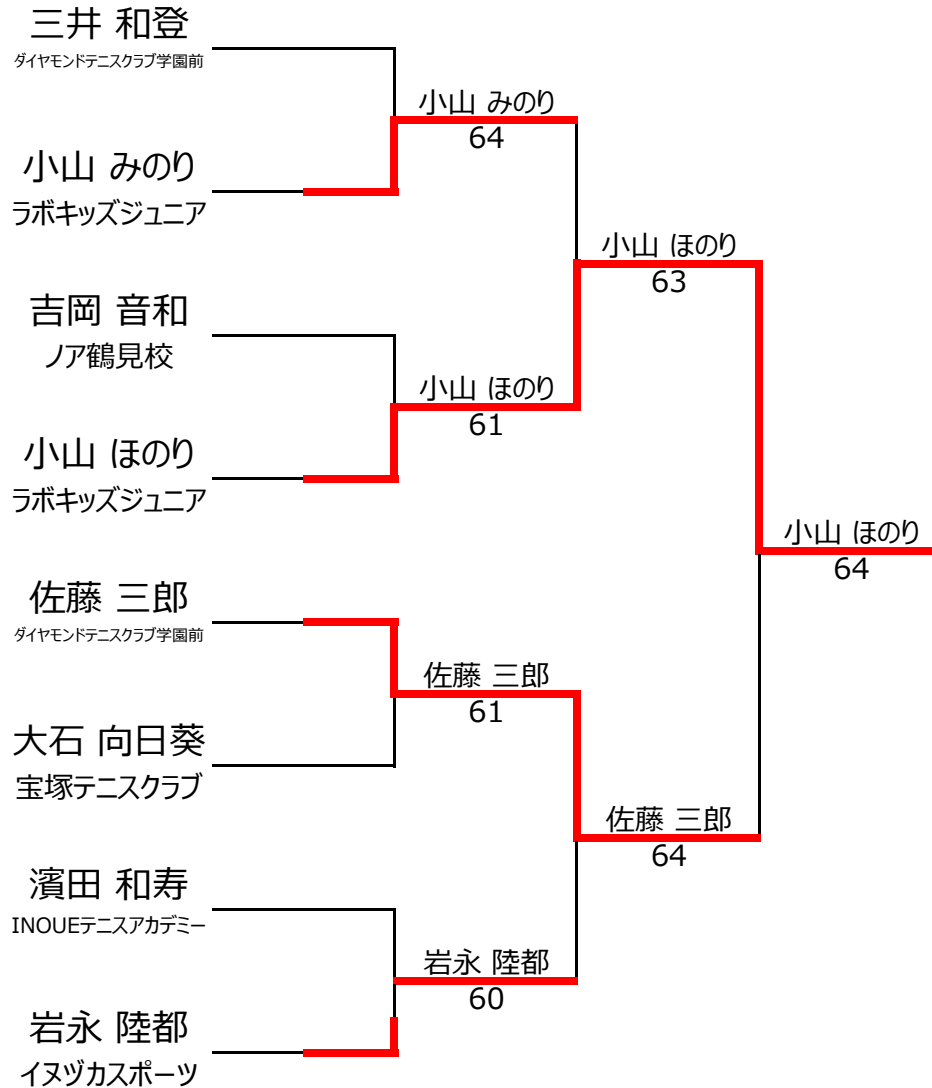 三井 和登
ダイヤモンドテニスクラブ学園前
小山 みのり
64
小山 みのり
ラボキッズジュニア
小山 ほのり
63
吉岡 音和
ノア鶴見校
小山 ほのり
61
小山 ほのり
ラボキッズジュニア
小山 ほのり
64
佐藤 三郎
ダイヤモンドテニスクラブ学園前
佐藤 三郎
61
大石 向日葵
宝塚テニスクラブ
佐藤 三郎
64
濱田 和寿
INOUEテニスアカデミー
岩永 陸都
60
岩永 陸都
イヌヅカスポーツ